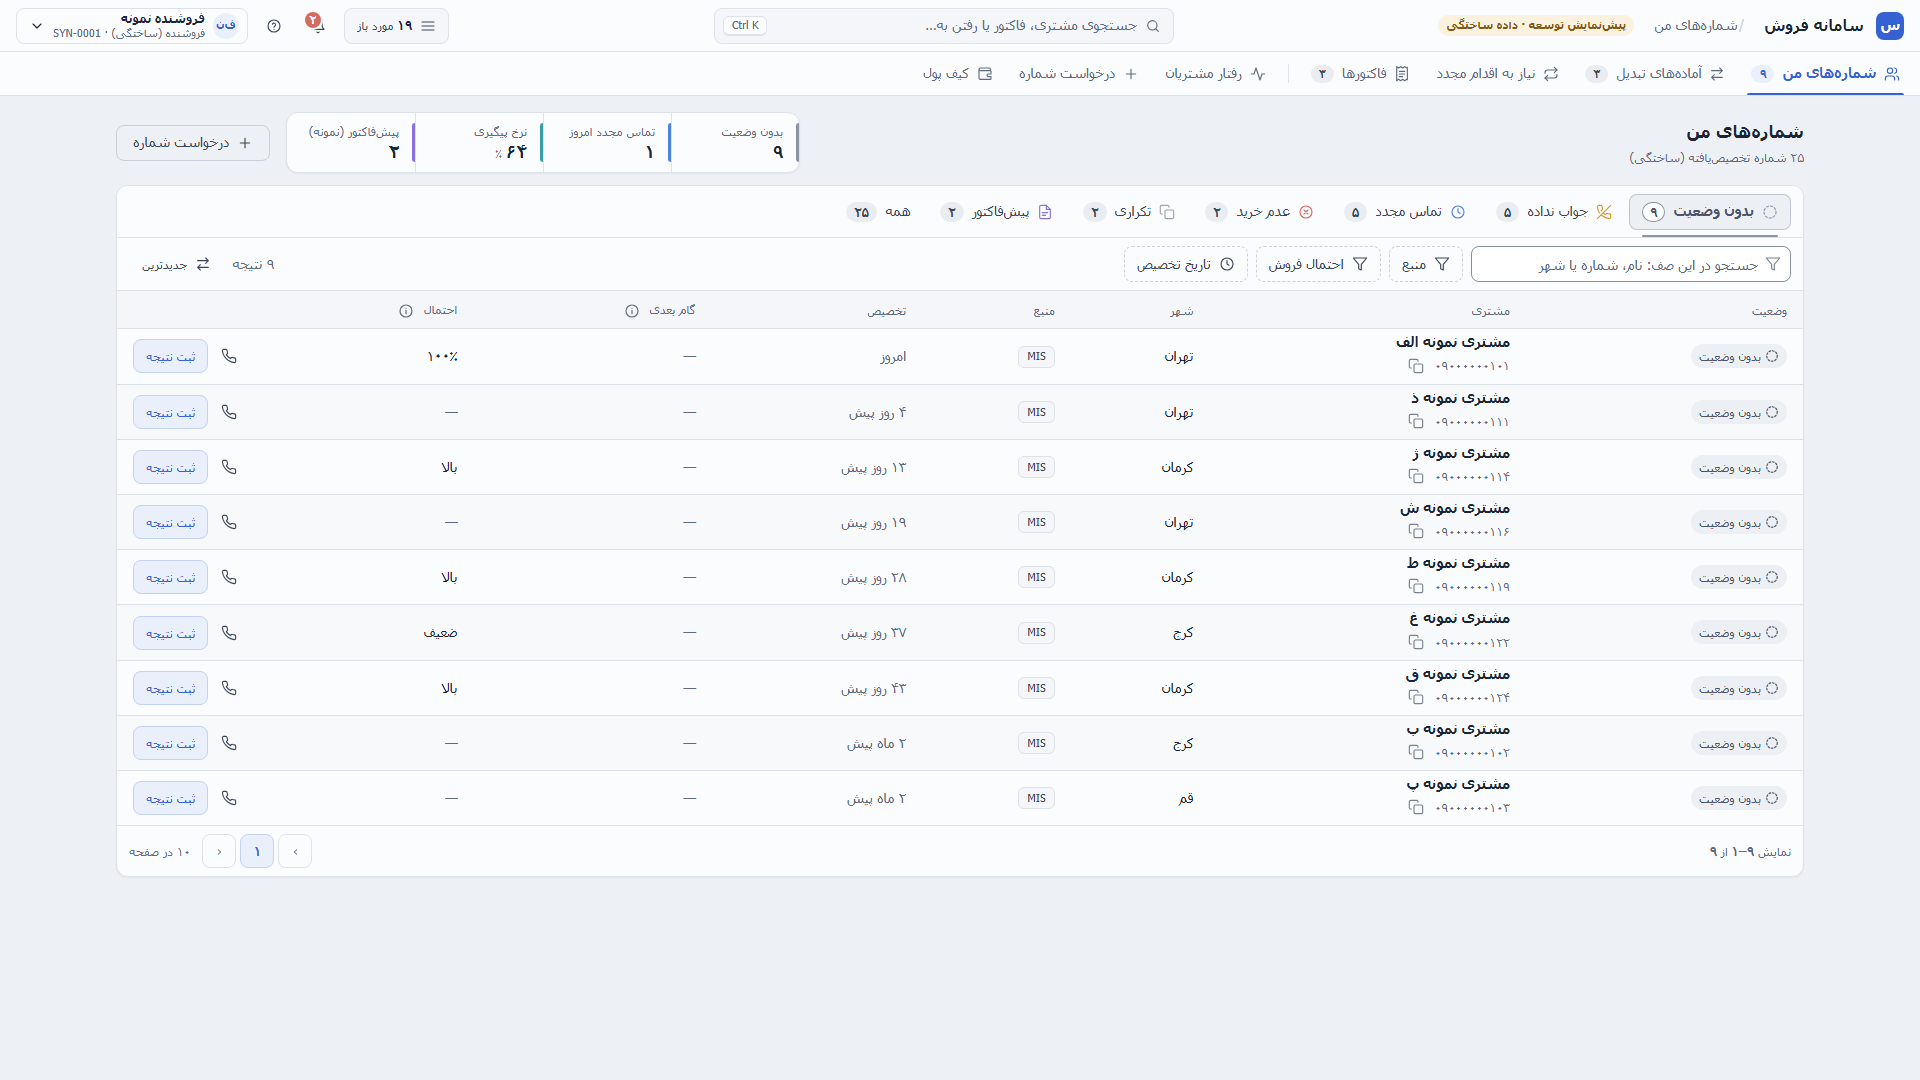 س سامانه فروش / شماره‌های من پیش‌نمایش توسعه · داده ساختگی
جستجوی مشتری، فاکتور یا رفتن به... Ctrl K
۱۹ مورد باز
۲
ف‌ن فروشنده نمونه
فروشنده (ساختگی) · SYN-0001
شماره‌های من ۹ آماده‌های تبدیل ۳ نیاز به اقدام مجدد فاکتورها ۳ رفتار مشتریان درخواست شماره کیف پول
شماره‌های من
۲۵ شماره تخصیص‌یافته (ساختگی)
بدون وضعیت تماس مجدد امروز نرخ پیگیری پیش‌فاکتور (نمونه)
۹ ۱ ۶۴ ٪ ۲
درخواست شماره
بدون وضعیت ۹ جواب نداده ۵ تماس مجدد ۵ عدم خرید ۲ تکراری ۲ پیش‌فاکتور ۲ همه ۲۵
جستجو در این صف: نام، شماره یا شهر منبع احتمال فروش تاریخ تخصیص ۹ نتیجه جدیدترین
وضعیت مشتری شهر منبع تخصیص گام بعدی احتمال
بدون وضعیت مشتری نمونه الف تهران MIS امروز — ۱۰۰٪ ثبت نتیجه
۰۹۰۰۰۰۰۰۱۰۱
بدون وضعیت مشتری نمونه ذ تهران MIS ۴ روز پیش — — ثبت نتیجه
۰۹۰۰۰۰۰۰۱۱۱
بدون وضعیت مشتری نمونه ژ کرمان MIS ۱۳ روز پیش — بالا ثبت نتیجه
۰۹۰۰۰۰۰۰۱۱۴
بدون وضعیت مشتری نمونه ش تهران MIS ۱۹ روز پیش — — ثبت نتیجه
۰۹۰۰۰۰۰۰۱۱۶
بدون وضعیت مشتری نمونه ط کرمان MIS ۲۸ روز پیش — بالا ثبت نتیجه
۰۹۰۰۰۰۰۰۱۱۹
بدون وضعیت مشتری نمونه غ کرج MIS ۳۷ روز پیش — ضعیف ثبت نتیجه
۰۹۰۰۰۰۰۰۱۲۲
بدون وضعیت مشتری نمونه ق کرمان MIS ۴۳ روز پیش — بالا ثبت نتیجه
۰۹۰۰۰۰۰۰۱۲۴
بدون وضعیت مشتری نمونه ب کرج MIS ۲ ماه پیش — — ثبت نتیجه
۰۹۰۰۰۰۰۰۱۰۲
بدون وضعیت مشتری نمونه پ قم MIS ۲ ماه پیش — — ثبت نتیجه
۰۹۰۰۰۰۰۰۱۰۳
نمایش ۱–۹ از ۹ ۱ ۱۰ در صفحه